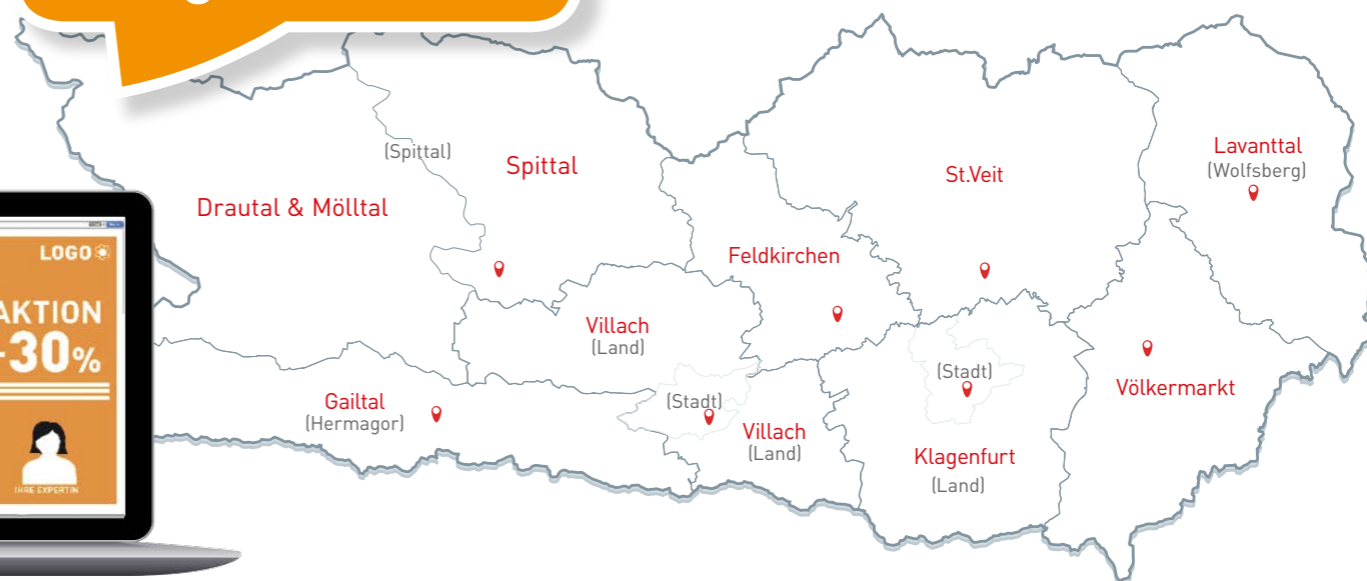 (Spittal)
Spittal
Drautal & Mölltal
St.Veit
Lavanttal
(Wolfsberg)
Feldkirchen
Villach
(Land)
Gailtal
(Hermagor)
(Stadt)
Villach
(Land)
(Stadt)
Klagenfurt
(Land)
Völkermarkt
LOGO
AKTION
-30%
IHRE EXPERTIN